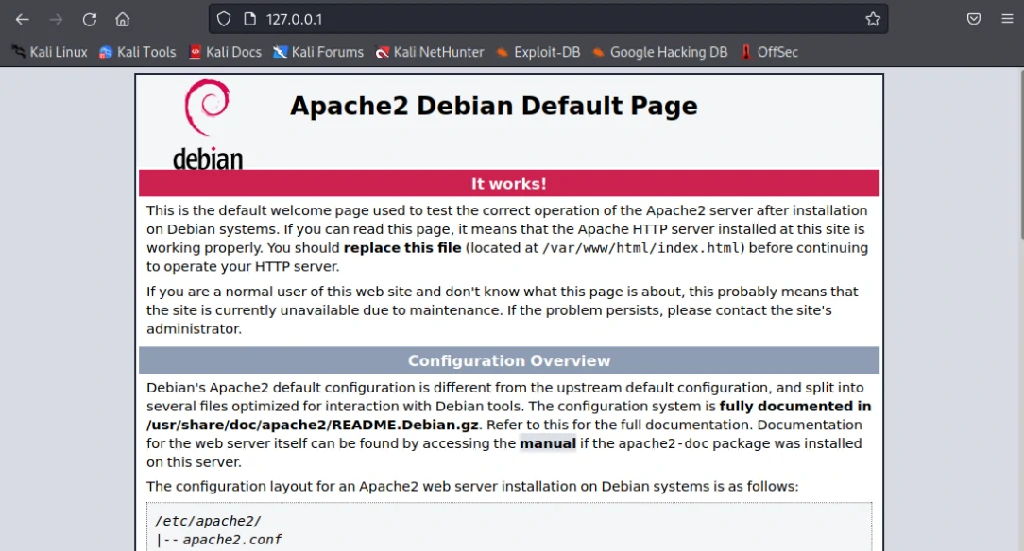 127.0.0.1
Kali Linux Kali Tools Kali Docs Kali Forums Kali NetHunter Exploit-DB Google Hacking DB OffSec
Apache2 Debian Default Page
debian
It works!
This is the default welcome page used to test the correct operation of the Apache2 server after installation
on Debian systems. If you can read this page, it means that the Apache HTTP server installed at this site is
working properly. You should replace this file (located at /var/www/html/index.html) before continuing
to operate your HTTP server.
If you are a normal user of this web site and don't know what this page is about, this probably means that
the site is currently unavailable due to maintenance. If the problem persists, please contact the site's
administrator.
Configuration Overview
Debian's Apache2 default configuration is different from the upstream default configuration, and split into
several files optimized for interaction with Debian tools. The configuration system is fully documented in
/usr/share/doc/apache2/README.Debian.gz. Refer to this for the full documentation. Documentation
for the web server itself can be found by accessing the manual if the apache2-doc package was installed
on this server.
The configuration layout for an Apache2 web server installation on Debian systems is as follows:
/etc/apache2/
|-- apache2.conf